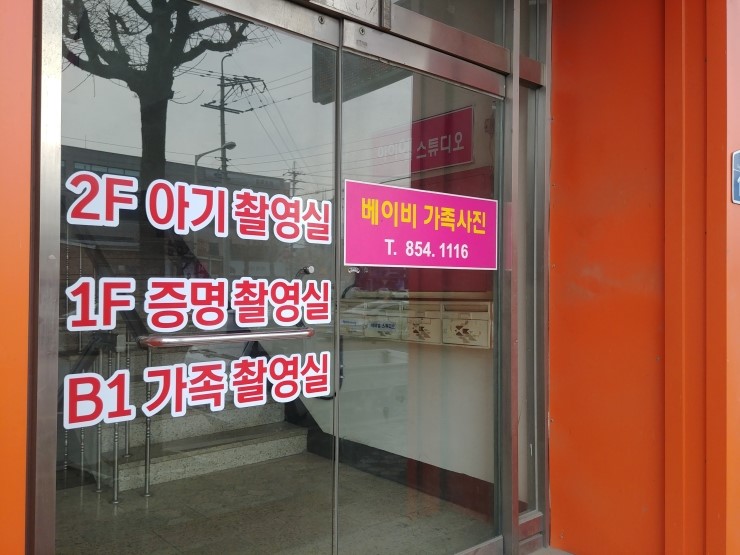 2F 아기 촬영실
1F 증명 촬영실
B1 가족 촬영실
베이비 가족사진
T. 854.1116
스튜디오